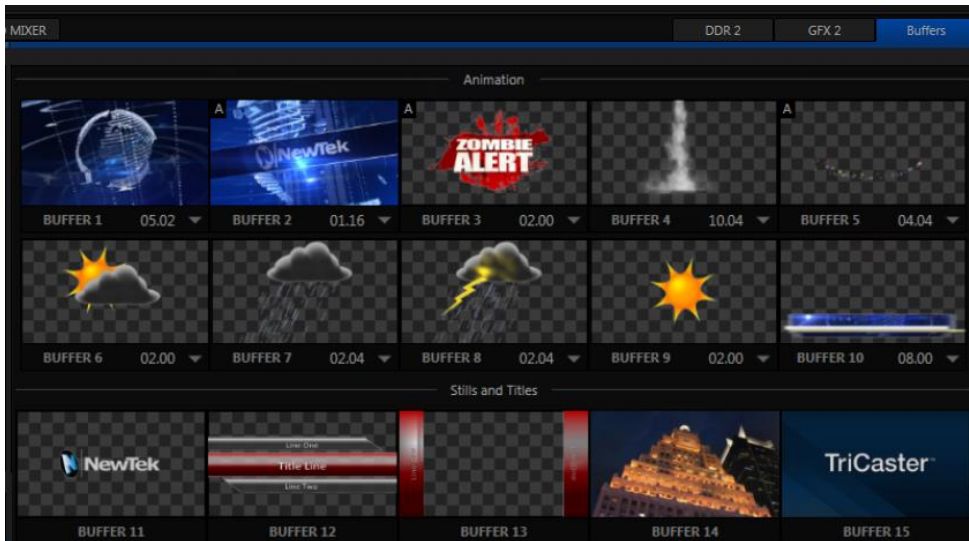 MIXER DDR 2 GFX 2 Buffers
Animation
A A A
NewTek
ZOMBIE
ALERT
BUFFER 1 05.02 BUFFER 2 01.16 BUFFER 3 02.00 BUFFER 4 10.04 BUFFER 5 04.04
BUFFER 6 02.00 BUFFER 7 02.04 BUFFER 8 02.04 BUFFER 9 02.00 BUFFER 10 08.00
Stills and Titles
NewTek
Line One
Title Line
Line Two
TriCaster
BUFFER 11 BUFFER 12 BUFFER 13 BUFFER 14 BUFFER 15